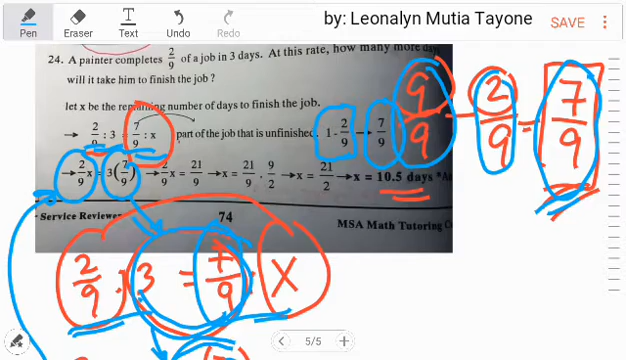 by: Leonalyn Mutia Tayone
SAVE
Pen
Eraser
Text
Undo
Redo
24. A painter completes 2/9 of a job in 3 days. At this rate, how many more days
will it take him to finish the job?
let x be the remaining number of days to finish the job.
→ 2/9 : 3 = 7/9 : x part of the job that is unfinished. 1 - 2/9 → 7/9
9/9 - 2/9 = 7/9
→ 2/9 x = 3(7/9) → 2/9 x = 21/9 → x = 21/9 . 9/2 → x = 21/2 → x = 10.5 days
Service Reviewer
74
MSA Tutoring
2/9 : 3 = 7/9 : X
5/5